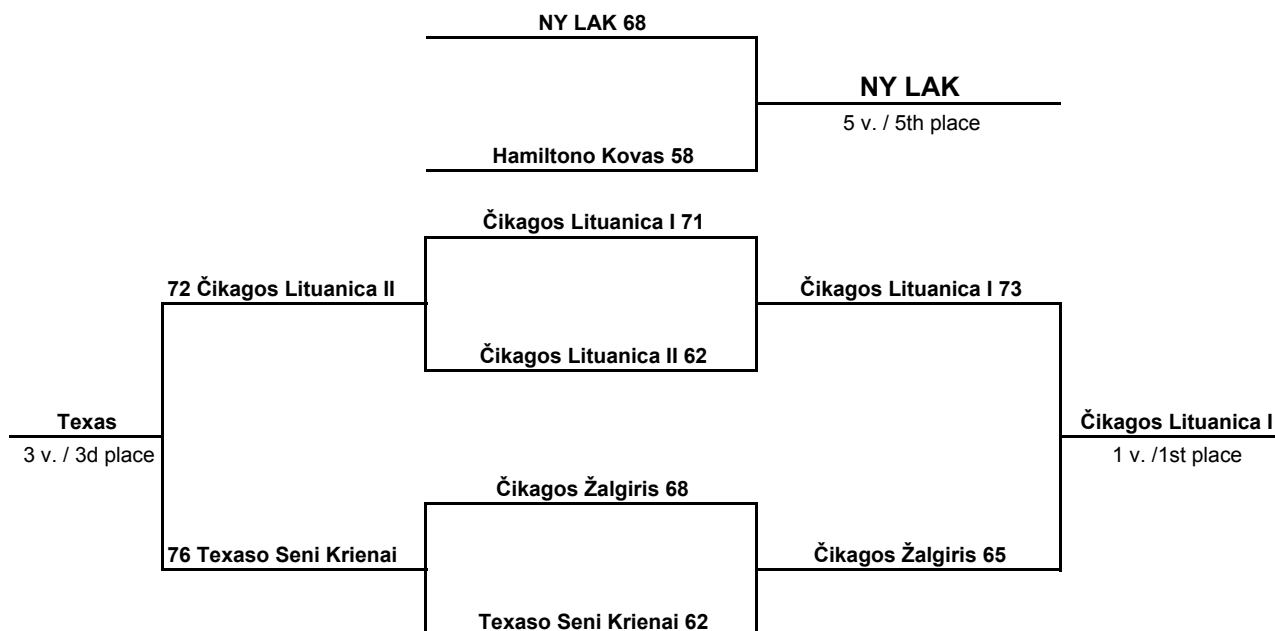 NY LAK 68
NY LAK
5 v. / 5th place
Hamiltono Kovas 58
Čikagos Lituanica I 71
72 Čikagos Lituanica II
Čikagos Lituanica I 73
Čikagos Lituanica II 62
Texas
3 v. / 3d place
Čikagos Lituanica I
1 v. /1st place
Čikagos Žalgiris 68
76 Texaso Seni Krienai
Čikagos Žalgiris 65
Texaso Seni Krienai 62